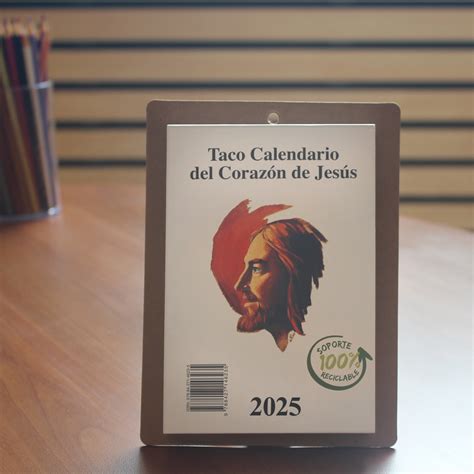 Taco Calendario
del Corazón de Jesús
SOPORTE
100%
RECICLABLE
2025